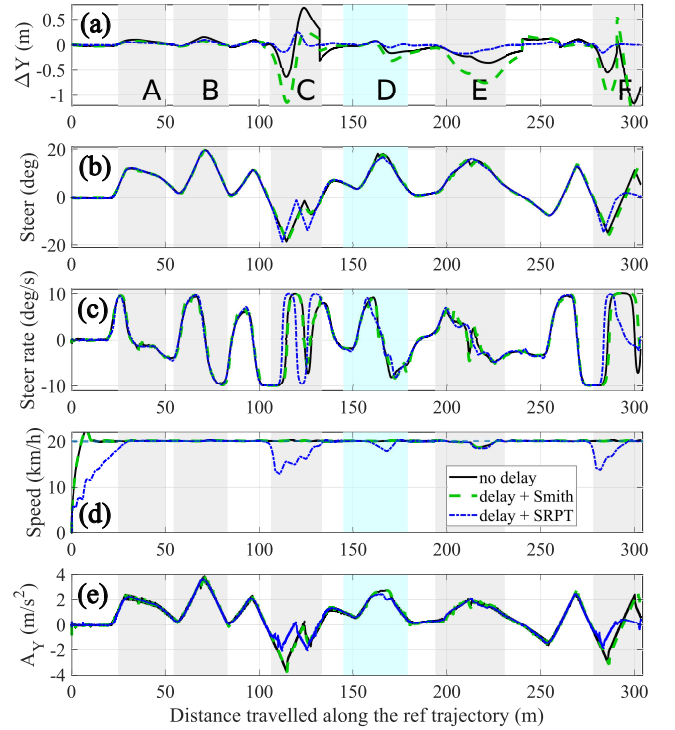 (a)
ΔY (m)
0.5
0
-0.5
-1
A
B
C
D
E
F
0 50 100 150 200 250 300
(b)
Steer (deg)
20
0
-20
0 50 100 150 200 250 300
(c)
Steer rate (deg/s)
10
0
-10
0 50 100 150 200 250 300
(d)
Speed (km/h)
20
10
0
no delay
delay + Smith
delay + SRPT
0 50 100 150 200 250 300
(e)
A_Y (m/s²)
4
2
0
-2
-4
0 50 100 150 200 250 300
Distance travelled along the ref trajectory (m)